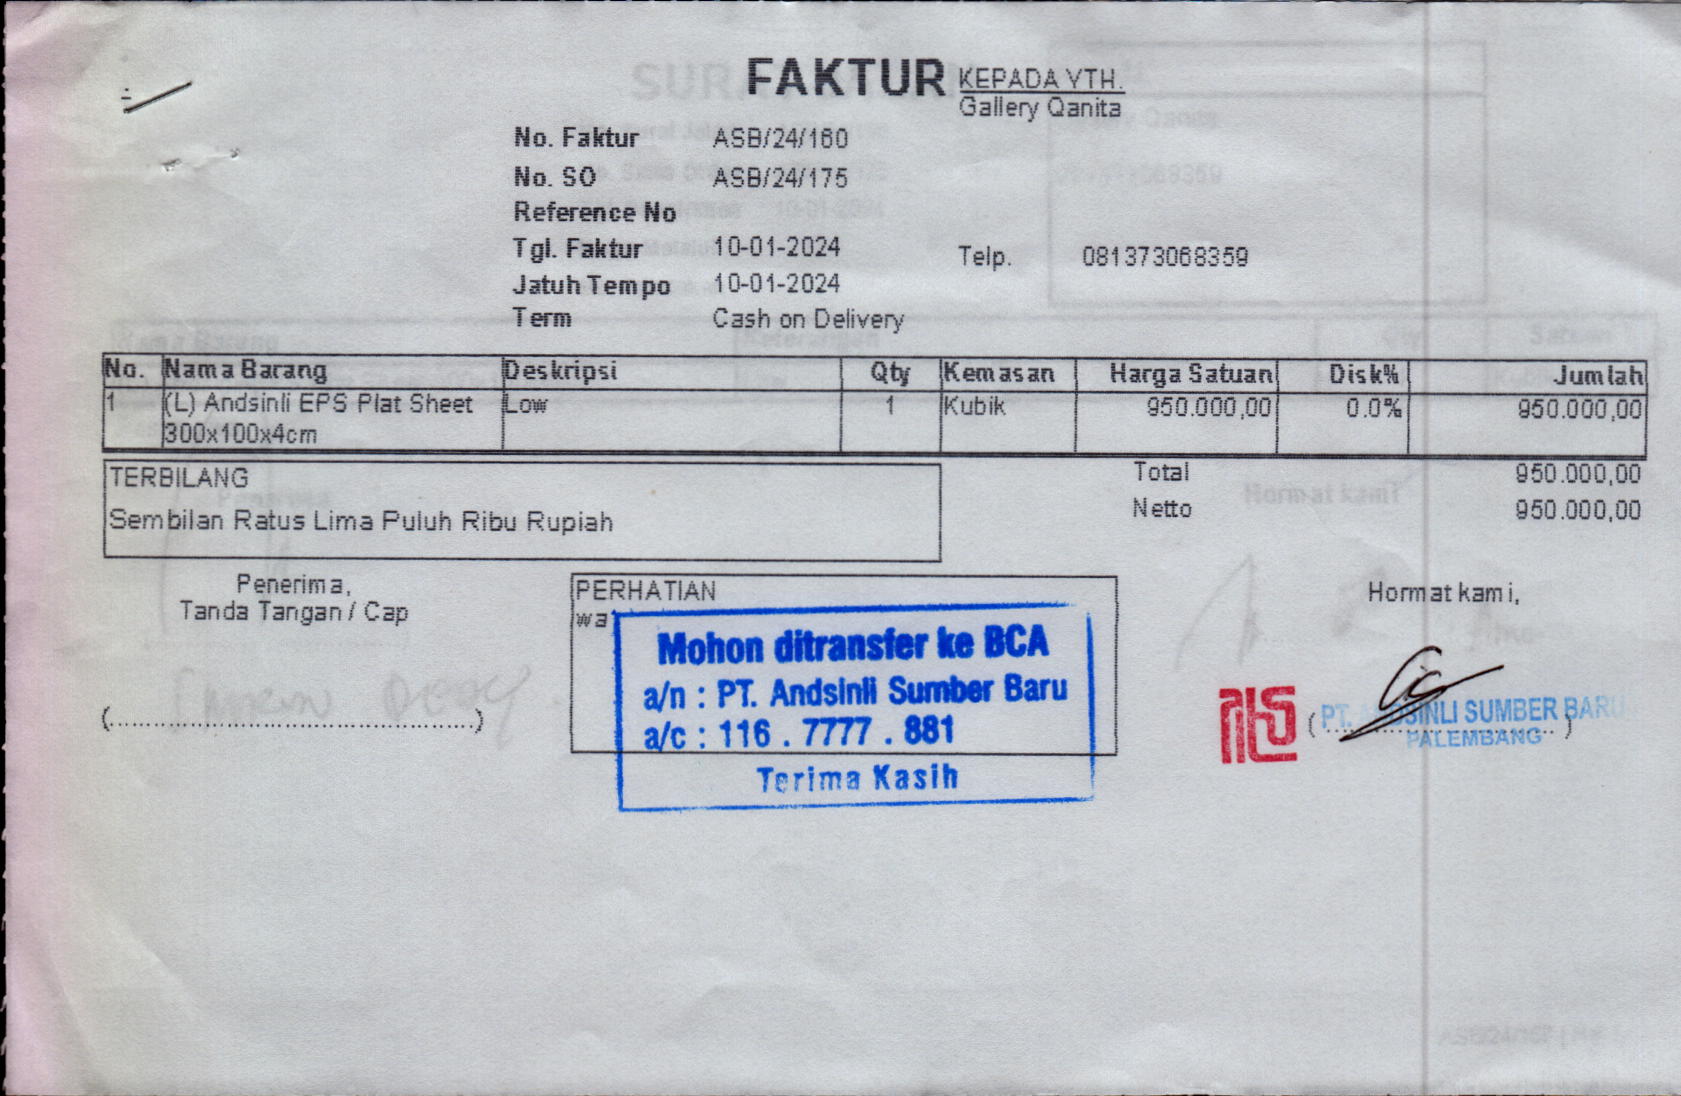 FAKTUR
KEPADA YTH.
Gallery Qanita
No. Faktur ASB/24/160
No. SO ASB/24/175
Reference No
Tgl. Faktur 10-01-2024
Telp. 081373068359
Jatuh Tempo 10-01-2024
Term Cash on Delivery
No. Nama Barang Deskripsi Qty Kemasan Harga Satuan Disk% Jumlah
1 (L) Andsinli EPS Plat Sheet Low 1 Kubik 950.000,00 0.0% 950.000,00
300x100x4cm
TERBILANG
Sembilan Ratus Lima Puluh Ribu Rupiah
Total 950.000,00
Netto 950.000,00
Penerima,
Tanda Tangan / Cap
(........................................................)
PERHATIAN
wa
Mohon ditransfer ke BCA
a/n : PT. Andsinli Sumber Baru
a/c : 116 . 7777 . 881
Terima Kasih
Hormat kami,
PT. ANDSINLI SUMBER BARU
PALEMBANG